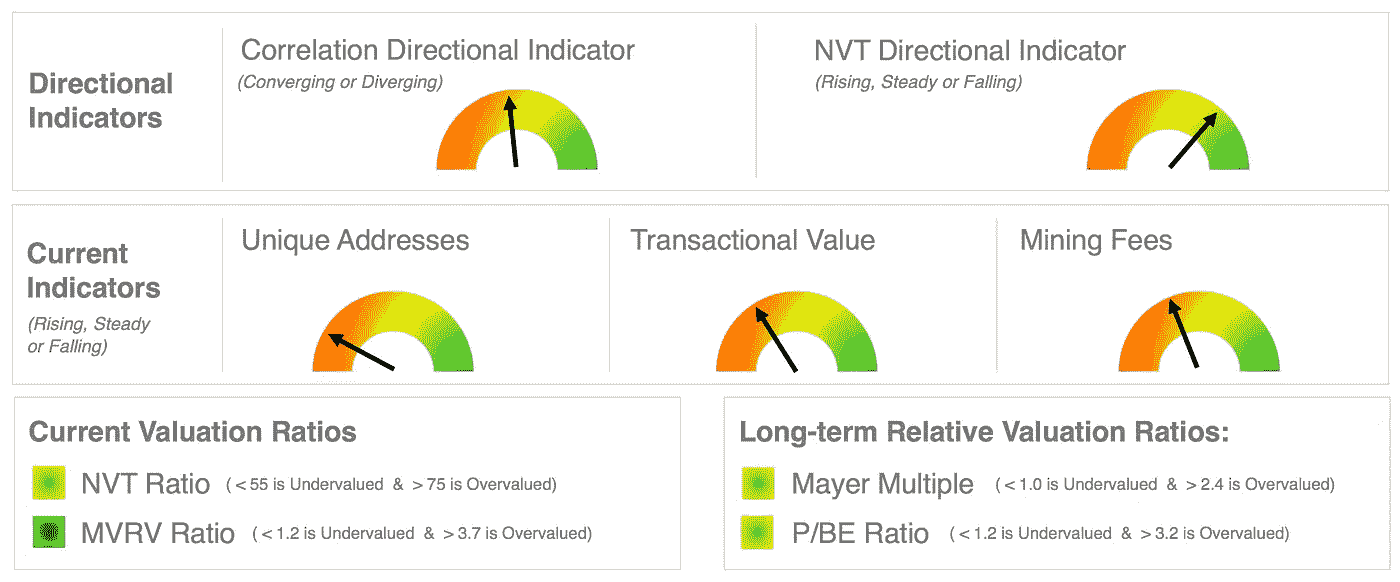 Directional
Indicators
Correlation Directional Indicator
(Converging or Diverging)
NVT Directional Indicator
(Rising, Steady or Falling)
Current
Indicators
(Rising, Steady
or Falling)
Unique Addresses
Transactional Value
Mining Fees
Current Valuation Ratios
NVT Ratio ( < 55 is Undervalued & > 75 is Overvalued)
MVRV Ratio ( < 1.2 is Undervalued & > 3.7 is Overvalued)
Long-term Relative Valuation Ratios:
Mayer Multiple ( < 1.0 is Undervalued & > 2.4 is Overvalued)
P/BE Ratio ( < 1.2 is Undervalued & > 3.2 is Overvalued)